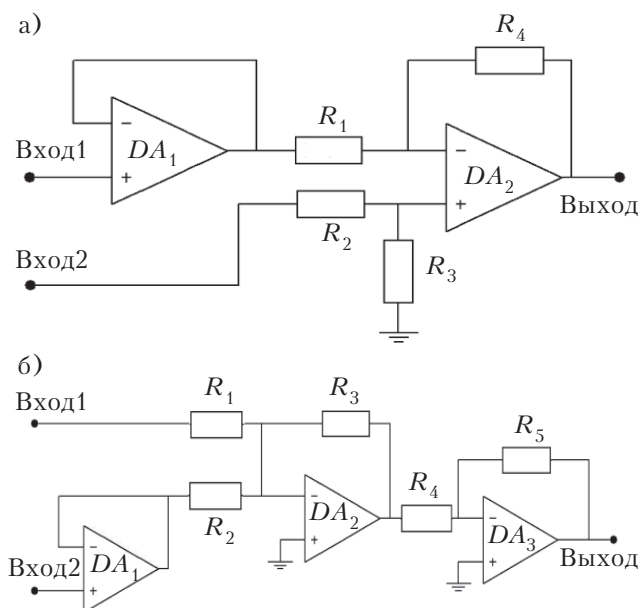 а)
R4
Вход1
DA1
R1
DA2
Выход
R2
Вход2
R3
б)
Вход1
R1
R3
R5
R2
DA2
R4
DA3
Выход
Вход2
DA1